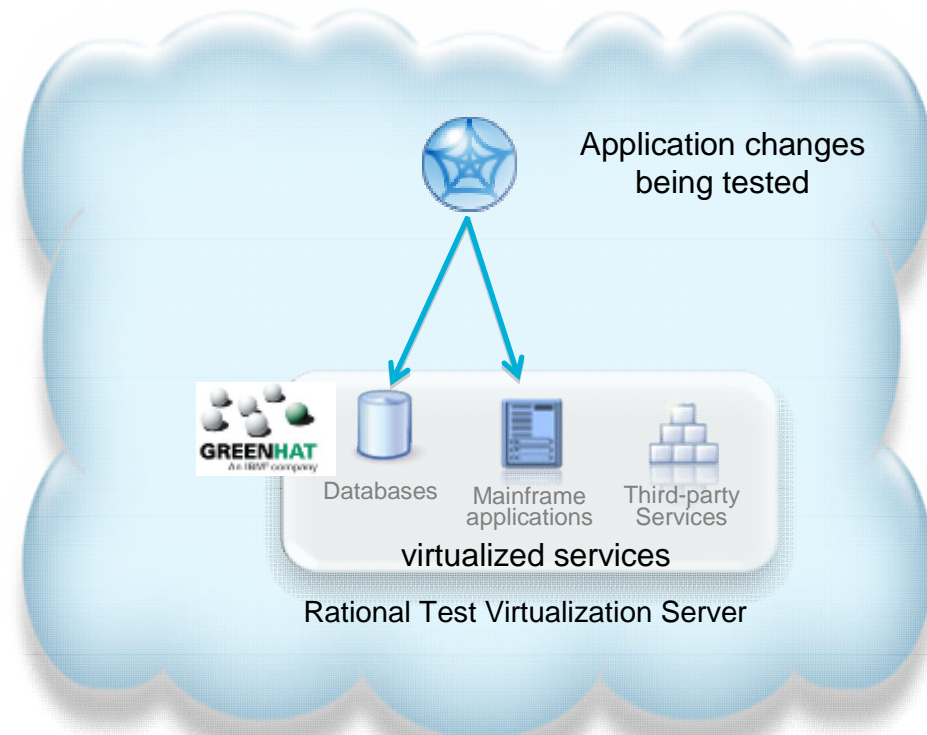 Application changes
being tested
GREENHAT
An IBM company
Databases
Mainframe
applications
Third-party
Services
virtualized services
Rational Test Virtualization Server